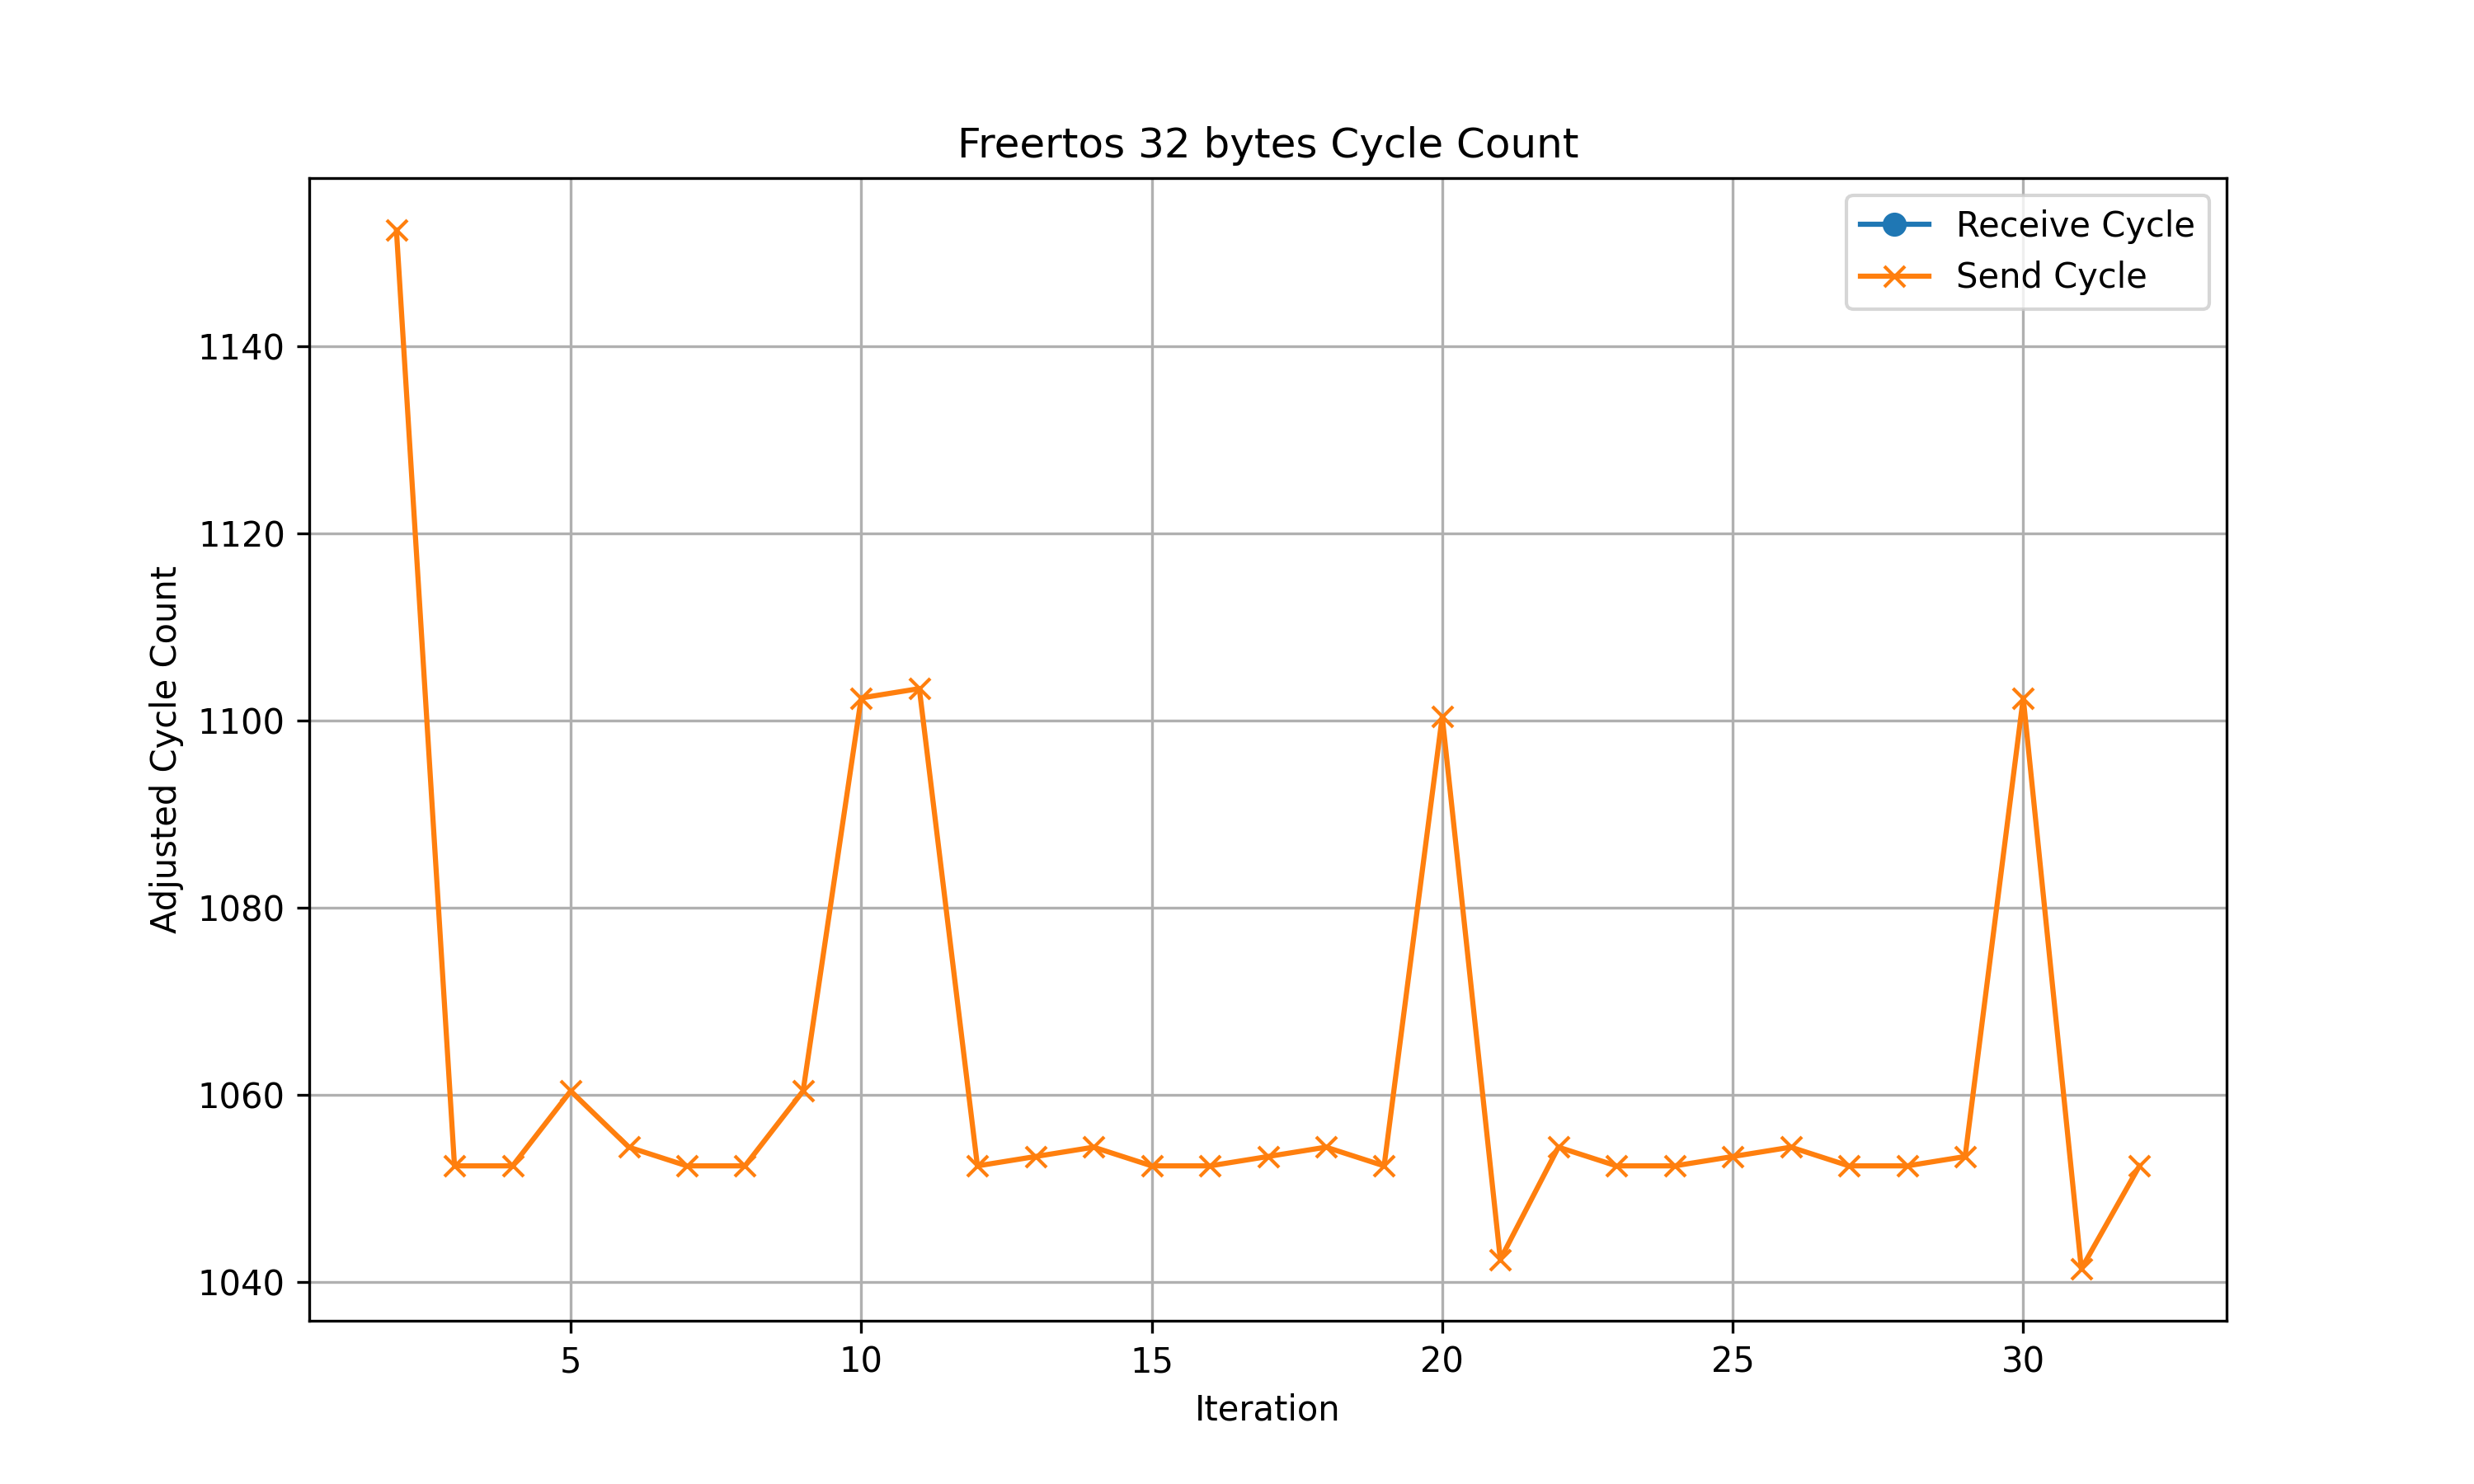 Freertos 32 bytes Cycle Count
Receive Cycle
Send Cycle
Adjusted Cycle Count
1140
1120
1100
1080
1060
1040
5 10 15 20 25 30
Iteration